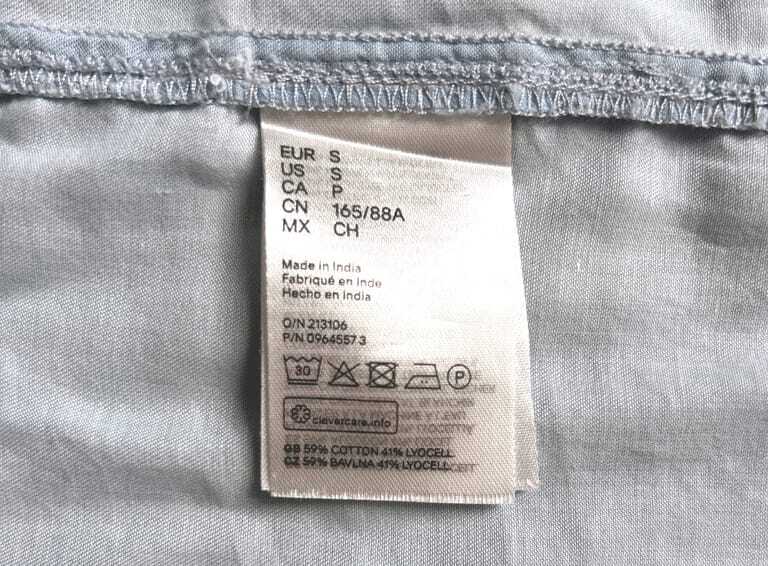 EUR S
US S
CA P
CN 165/88A
MX CH
Made in India
Fabriqué en Inde
Hecho en India
O/N 213106
P/N 0964557 3
30
P
clevercare.info
GB 59% COTTON 41% LYOCELL
CZ 59% BAVLNA 41% LYOCELL